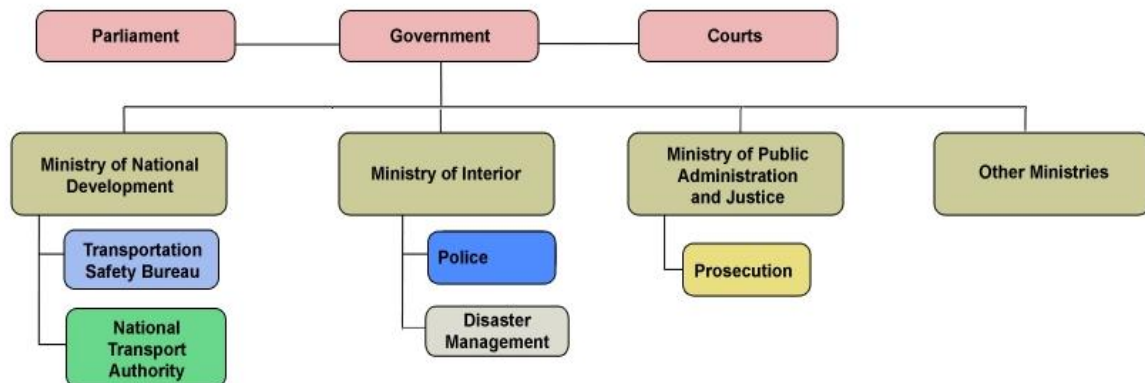 Parliament
Government
Courts
Ministry of National
Development
Ministry of Interior
Ministry of Public
Administration
and Justice
Other Ministries
Transportation
Safety Bureau
National
Transport
Authority
Police
Disaster
Management
Prosecution